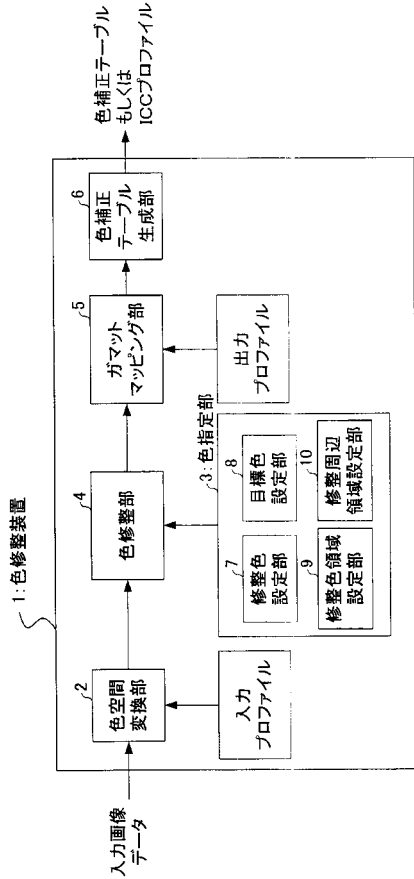 1:色修整装置
入力画像
データ
2
色空間
変換部
入力
プロファイル
4
色修整部
3:色指定部
7
修整色
設定部
8
目標色
設定部
9
修整色領域
設定部
10
修整周辺
領域設定部
5
ガマット
マッピング部
出力
プロファイル
6
色補正
テーブル
生成部
色補正テーブル
もしくは
ICCプロファイル